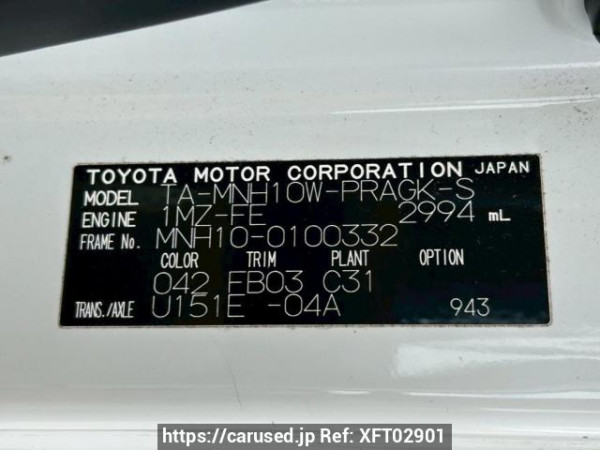 TOYOTA MOTOR CORPORATION JAPAN
MODEL TA-MNH10W-PRAGK-S
ENGINE 1MZ-FE 2994 mL
FRAME No. MNH10-0100332
COLOR TRIM PLANT OPTION
042 FB03 C31
TRANS./AXLE U151E -04A 943
https://carused.jp Ref: XFT02901